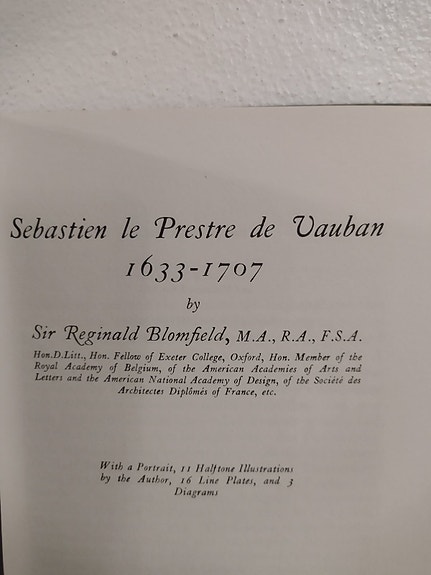 Sebastien le Prestre de Vauban
1633-1707
by
Sir Reginald Blomfield, M.A., R.A., F.S.A.
Hon.D.Litt., Hon. Fellow of Exeter College, Oxford, Hon. Member of the
Royal Academy of Belgium, of the American Academies of Arts and
Letters and the American National Academy of Design, of the Société des
Architectes Diplômés of France, etc.
With a Portrait, 11 Halftone Illustrations
by the Author, 16 Line Plates, and 3
Diagrams